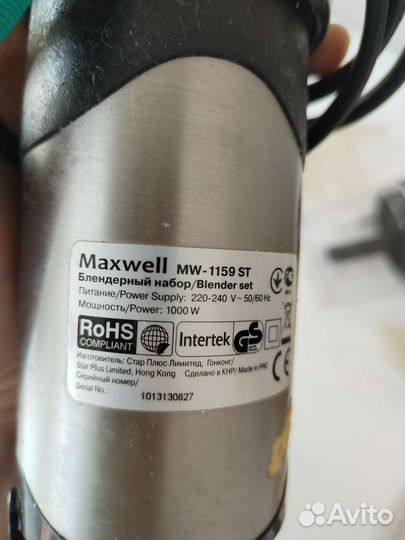 Maxwell MW-1159 ST
Блендерный набор/Blender set
Питание/Power Supply: 220-240 V ~ 50/60 Hz
Мощность/Power: 1000 W
RoHS
COMPLIANT
Intertek
GS
Изготовитель: Стар Плюс Лимитед, Гонконг/
Star Plus Limited, Hong Kong Сделано в КНР/Made in PRC
Серийный номер/
Serial No.:
1013130827
CE
Avito